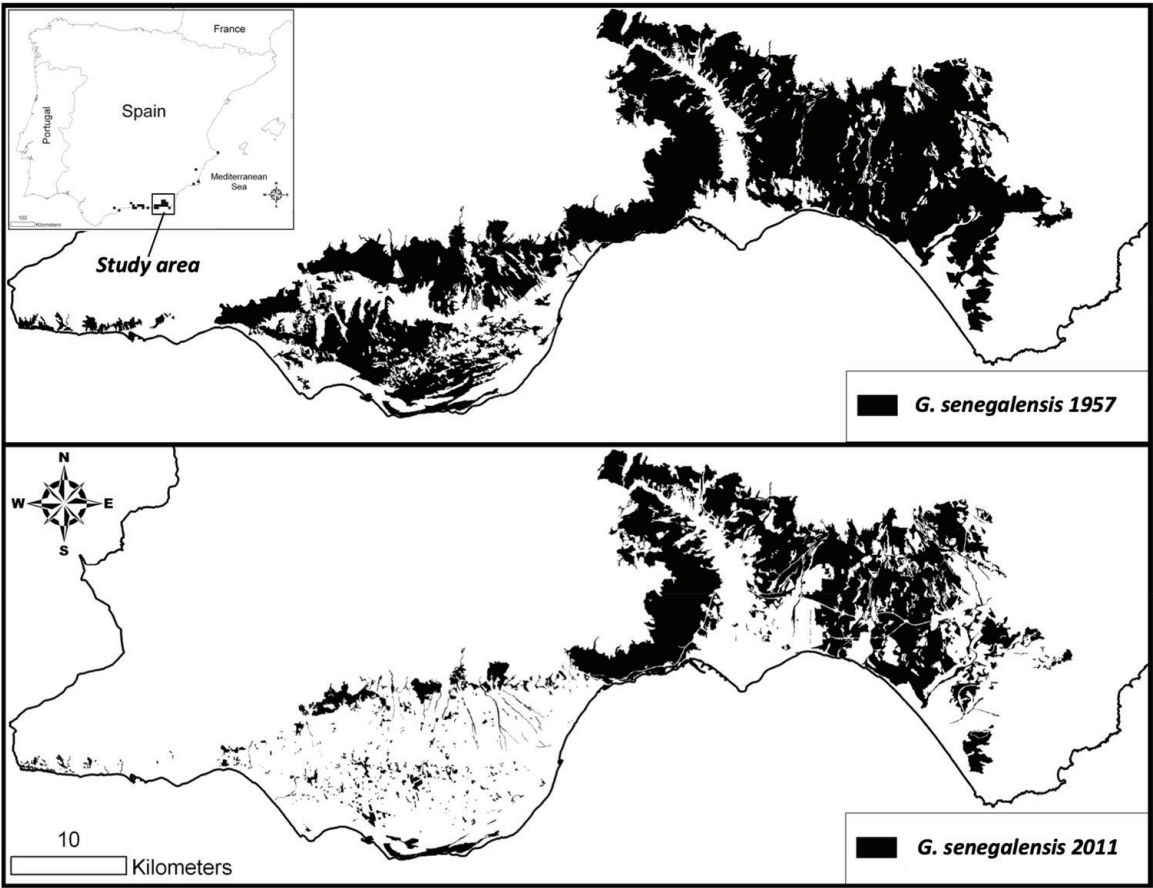 France
Spain
Portugal
Mediterranean
Sea
N
W
E
S
100
Kilometers
Study area
G. senegalensis 1957
N
W
E
S
10
Kilometers
G. senegalensis 2011